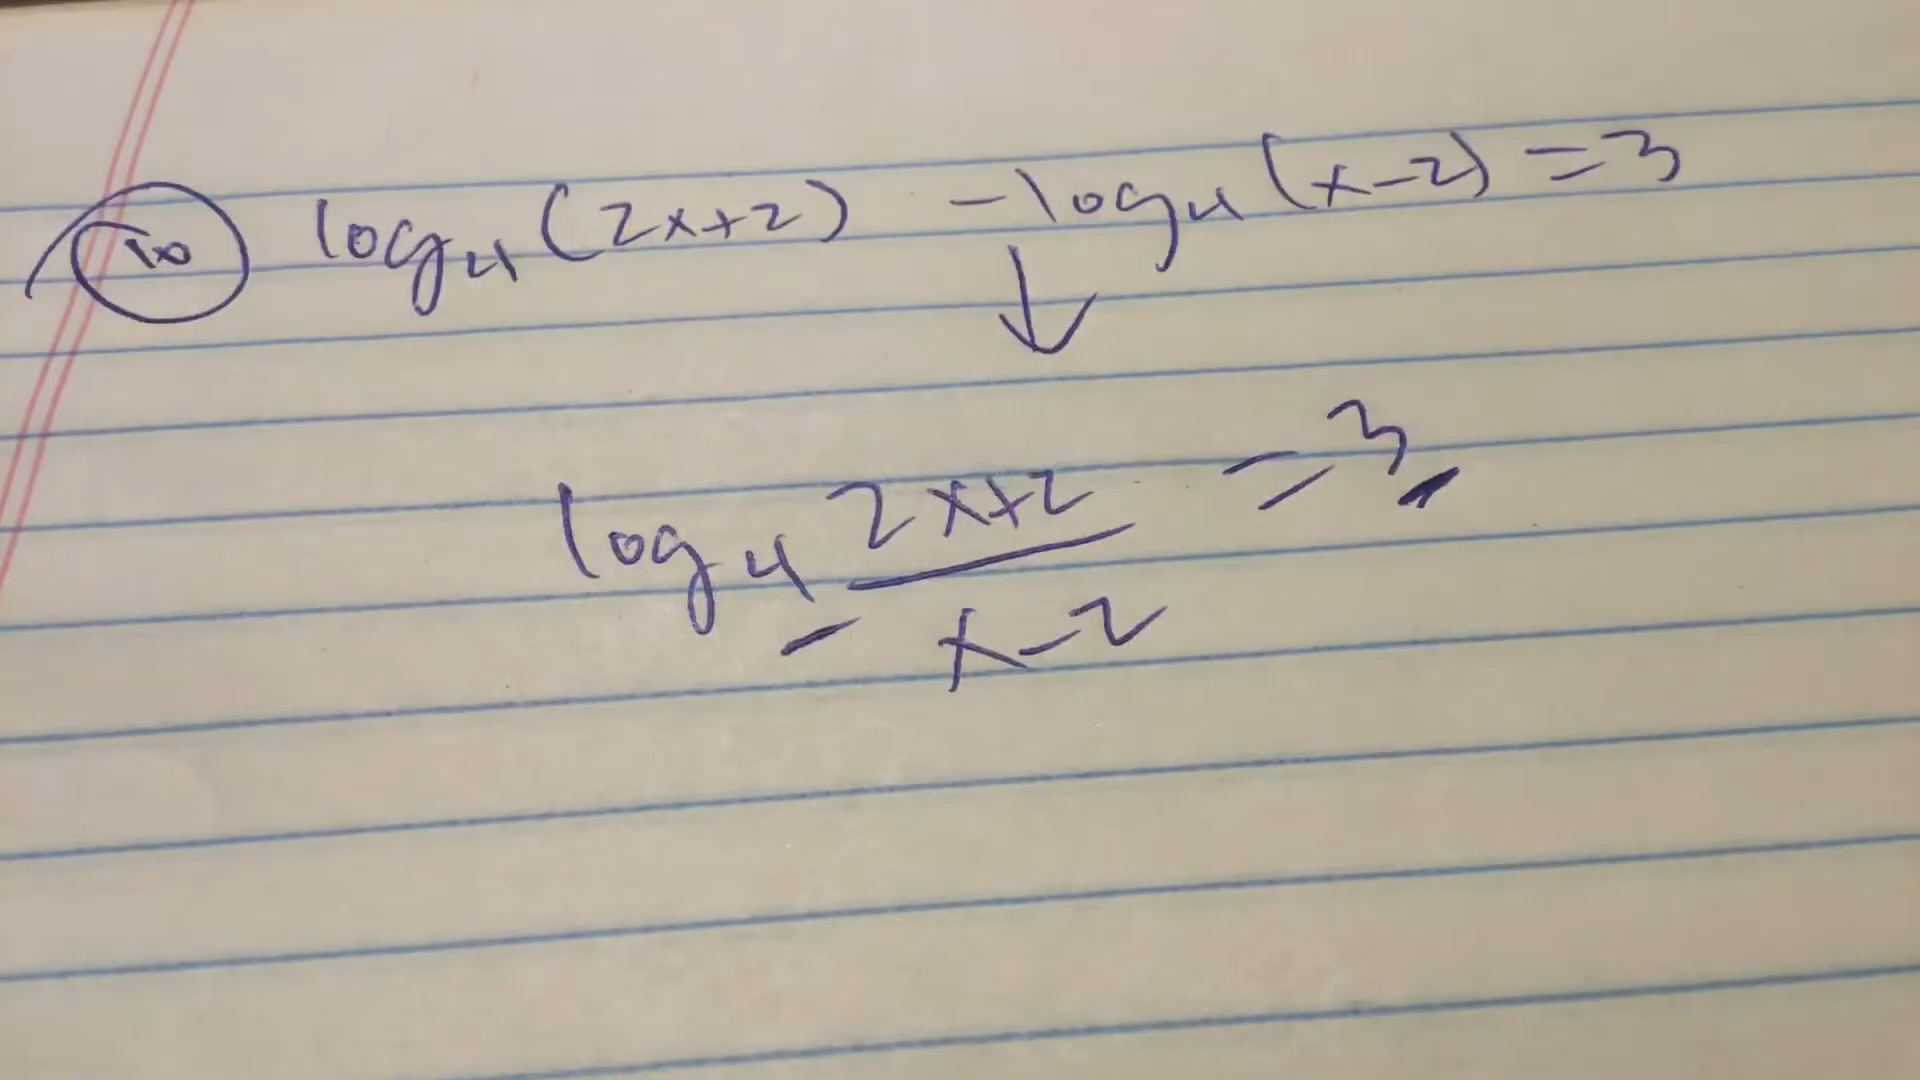 10 log₄ (2x+2) - log₄ (x-2) = 3
↓
log₄ 2x+2 = 3
x-2